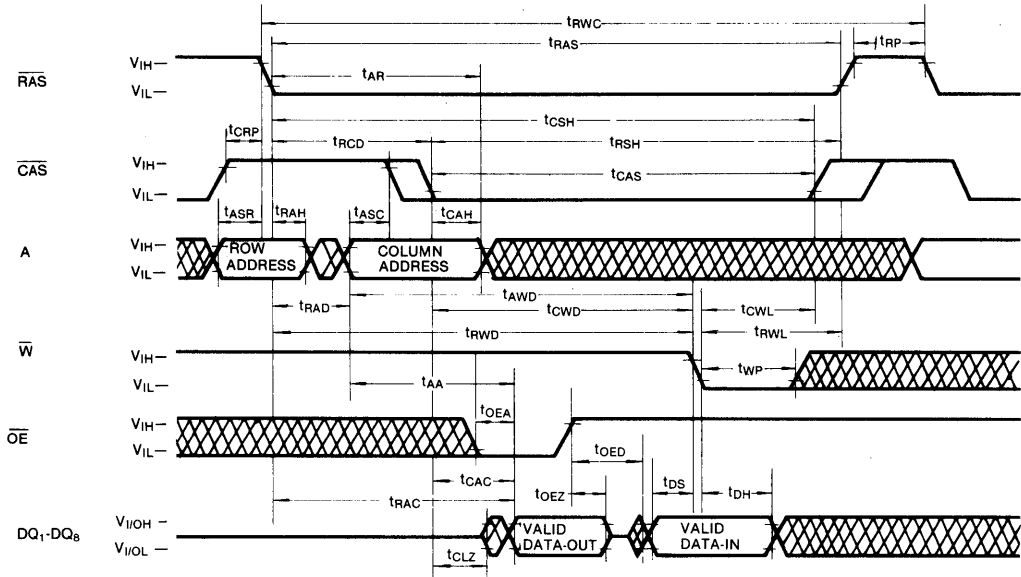 tRWC
tRAS
tRP
RAS
VIH
VIL
tAR
tCSH
tCRP
tRCD
tRSH
CAS
VIH
VIL
tCAS
tASR
tRAH
tASC
tCAH
A
VIH
VIL
ROW
ADDRESS
COLUMN
ADDRESS
tAWD
tRAD
tCWD
tCWL
tRWD
tRWL
W
VIH
VIL
tWP
tAA
OE
VIH
VIL
tOEA
tOED
tCAC
tRAC
tOEZ
tDS
tDH
DQ1-DQ8
VI/OH
VI/OL
VALID
DATA-OUT
VALID
DATA-IN
tCLZ